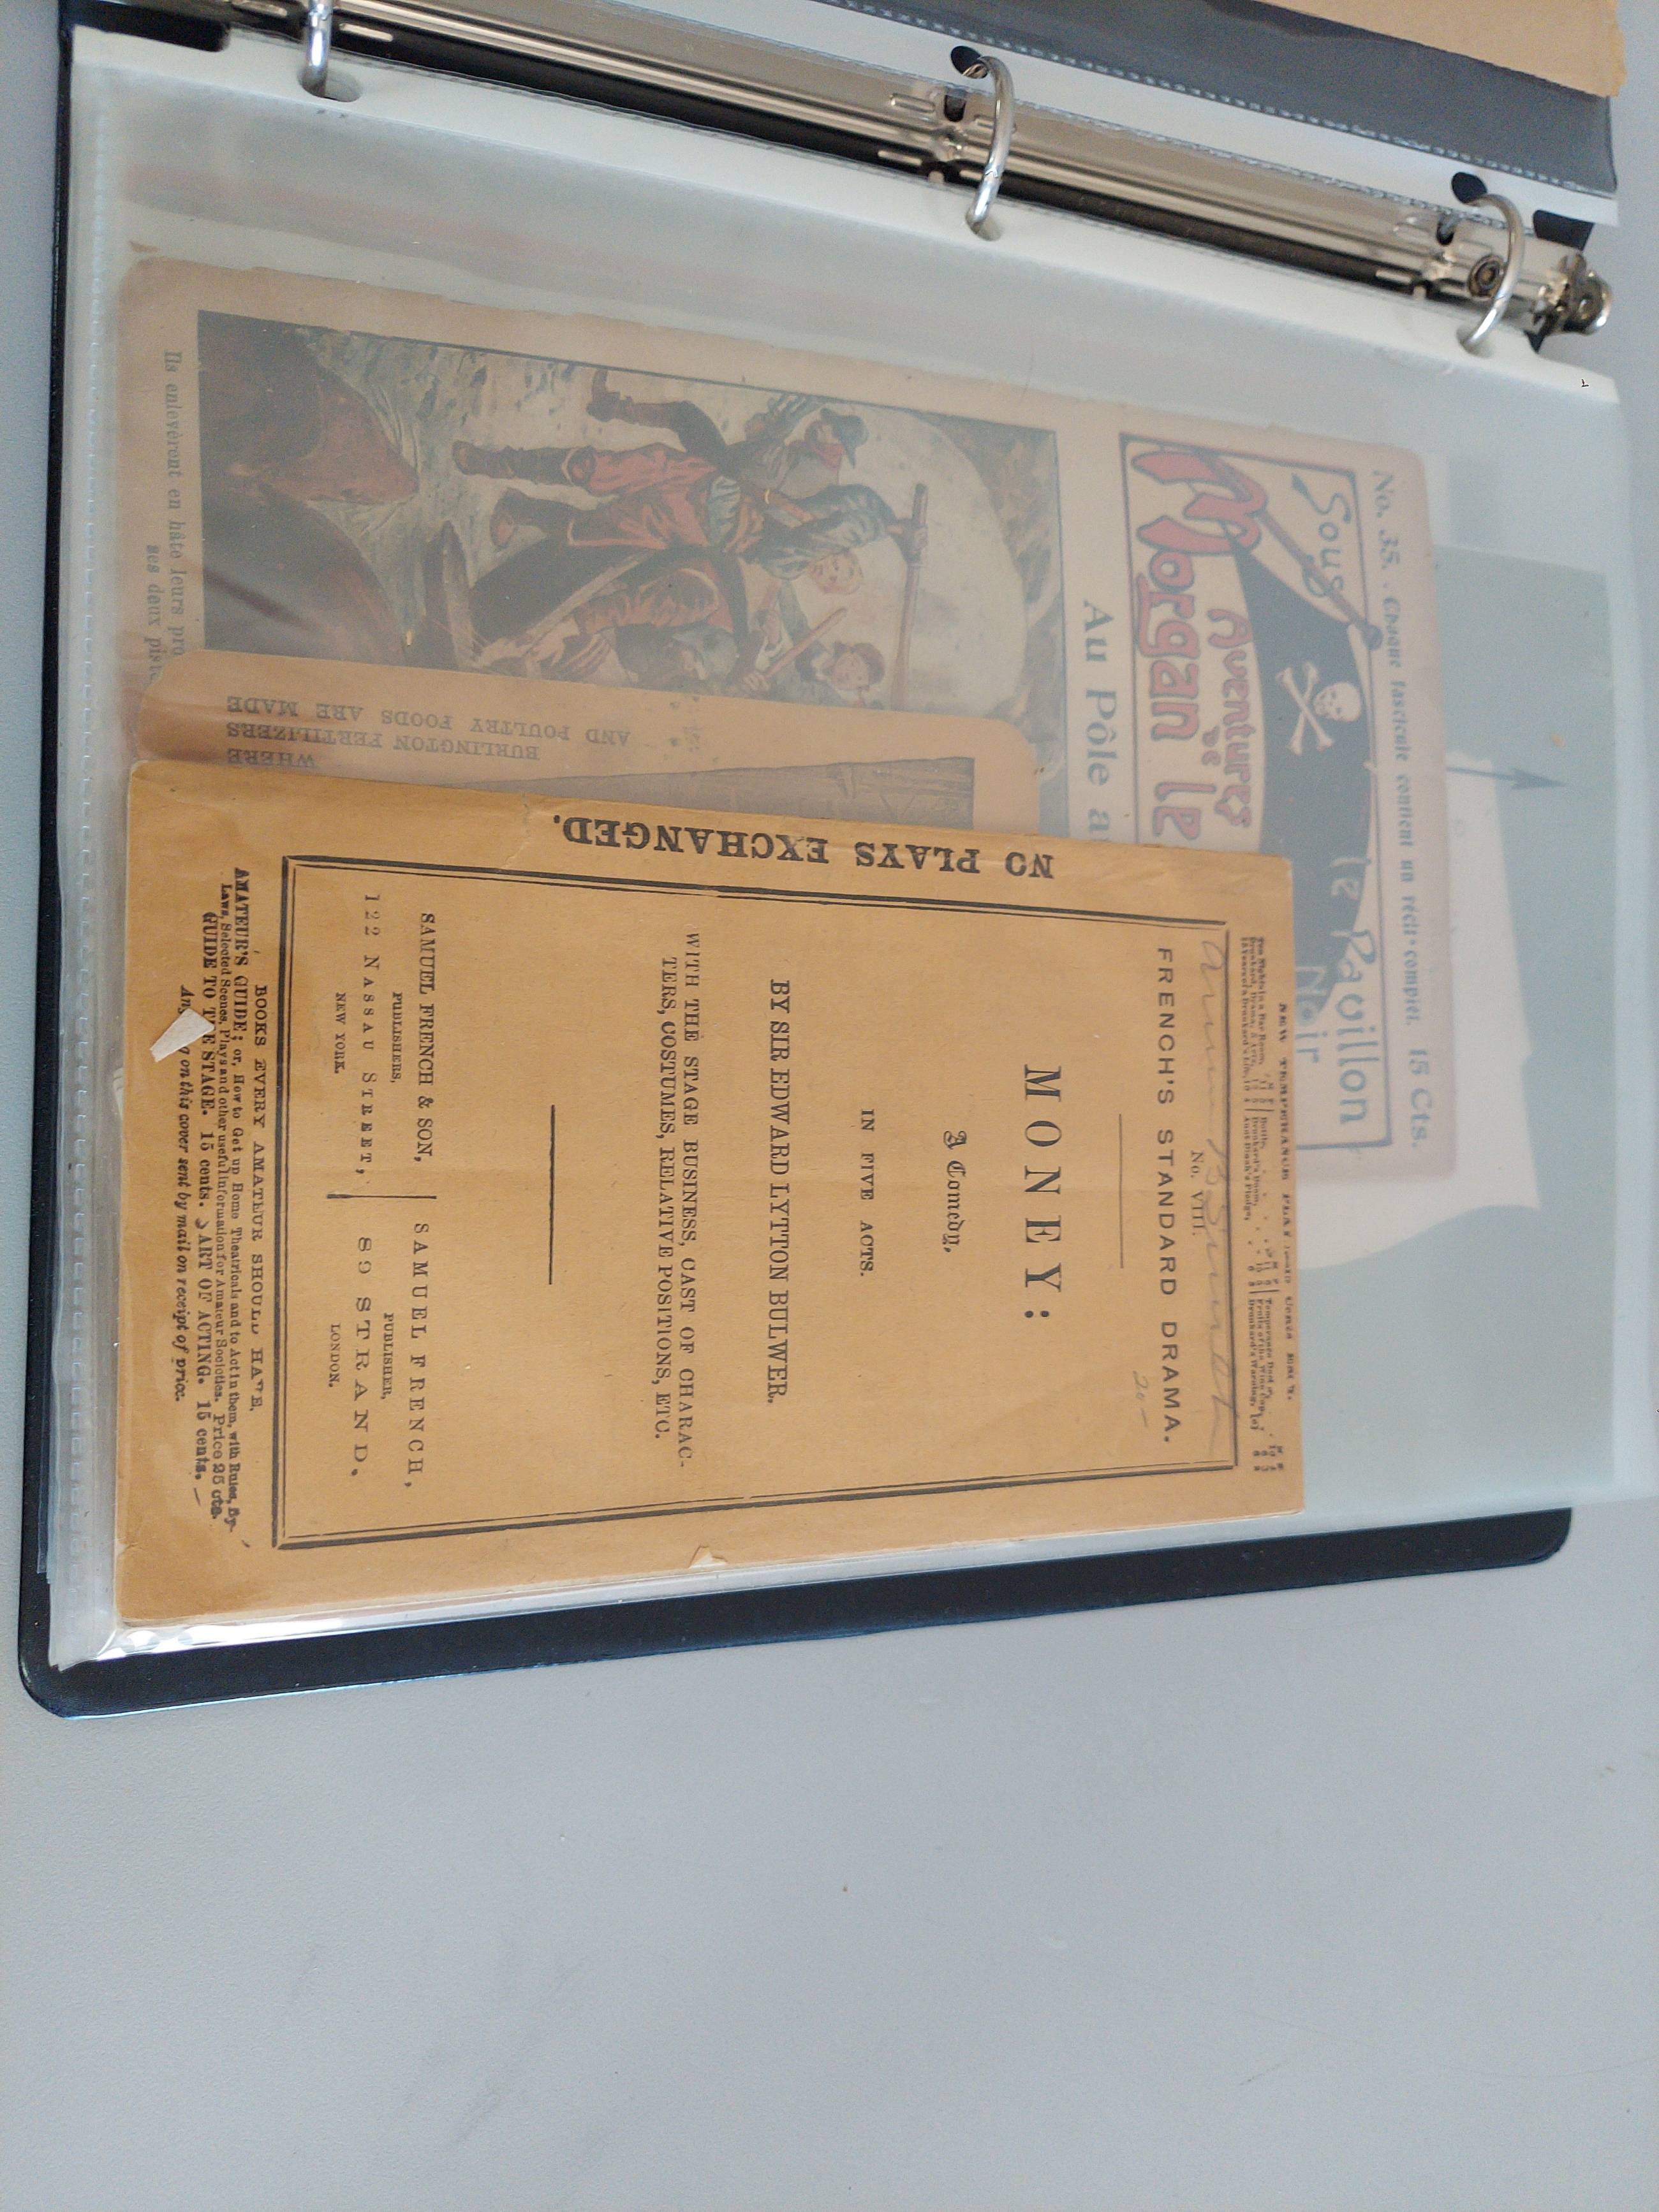 NEW TEMPERANCE PLAYS
No. VIII.
FRENCH'S STANDARD DRAMA.
20-
MONEY:
A Comedy,
IN FIVE ACTS.
BY SIR EDWARD LYTTON BULWER.
WITH THE STAGE BUSINESS, CAST OF CHARAC-
TERS, COSTUMES, RELATIVE POSITIONS, ETC.
SAMUEL FRENCH & SON,
PUBLISHERS,
122 NASSAU STREET,
NEW YORK.
SAMUEL FRENCH,
PUBLISHER,
89 STRAND,
LONDON.
BOOKS EVERY AMATEUR SHOULD HAVE.
AMATEUR'S GUIDE; or, How to Get up Home Theatricals and to Act in them, with Rules, By-
Laws, Selected Scenes, Plays and other useful Information for Amateur Societies. Price 25 cts.
GUIDE TO THE STAGE. 15 cents. ART OF ACTING. 15 cents.
on this cover sent by mail on receipt of price.
NO PLAYS EXCHANGED.
WHERE
BURLINGTON FERTILIZERS
AND POULTRY FOODS ARE MADE
No. 35. Chaque fascicule contient un récit complet. 15 Cts.
Sous le Pavillon
Noir
Aventures
DE
Morgan le
Au Pôle a
Ils enlevèrent en hâte leurs pro
ses deux pisto